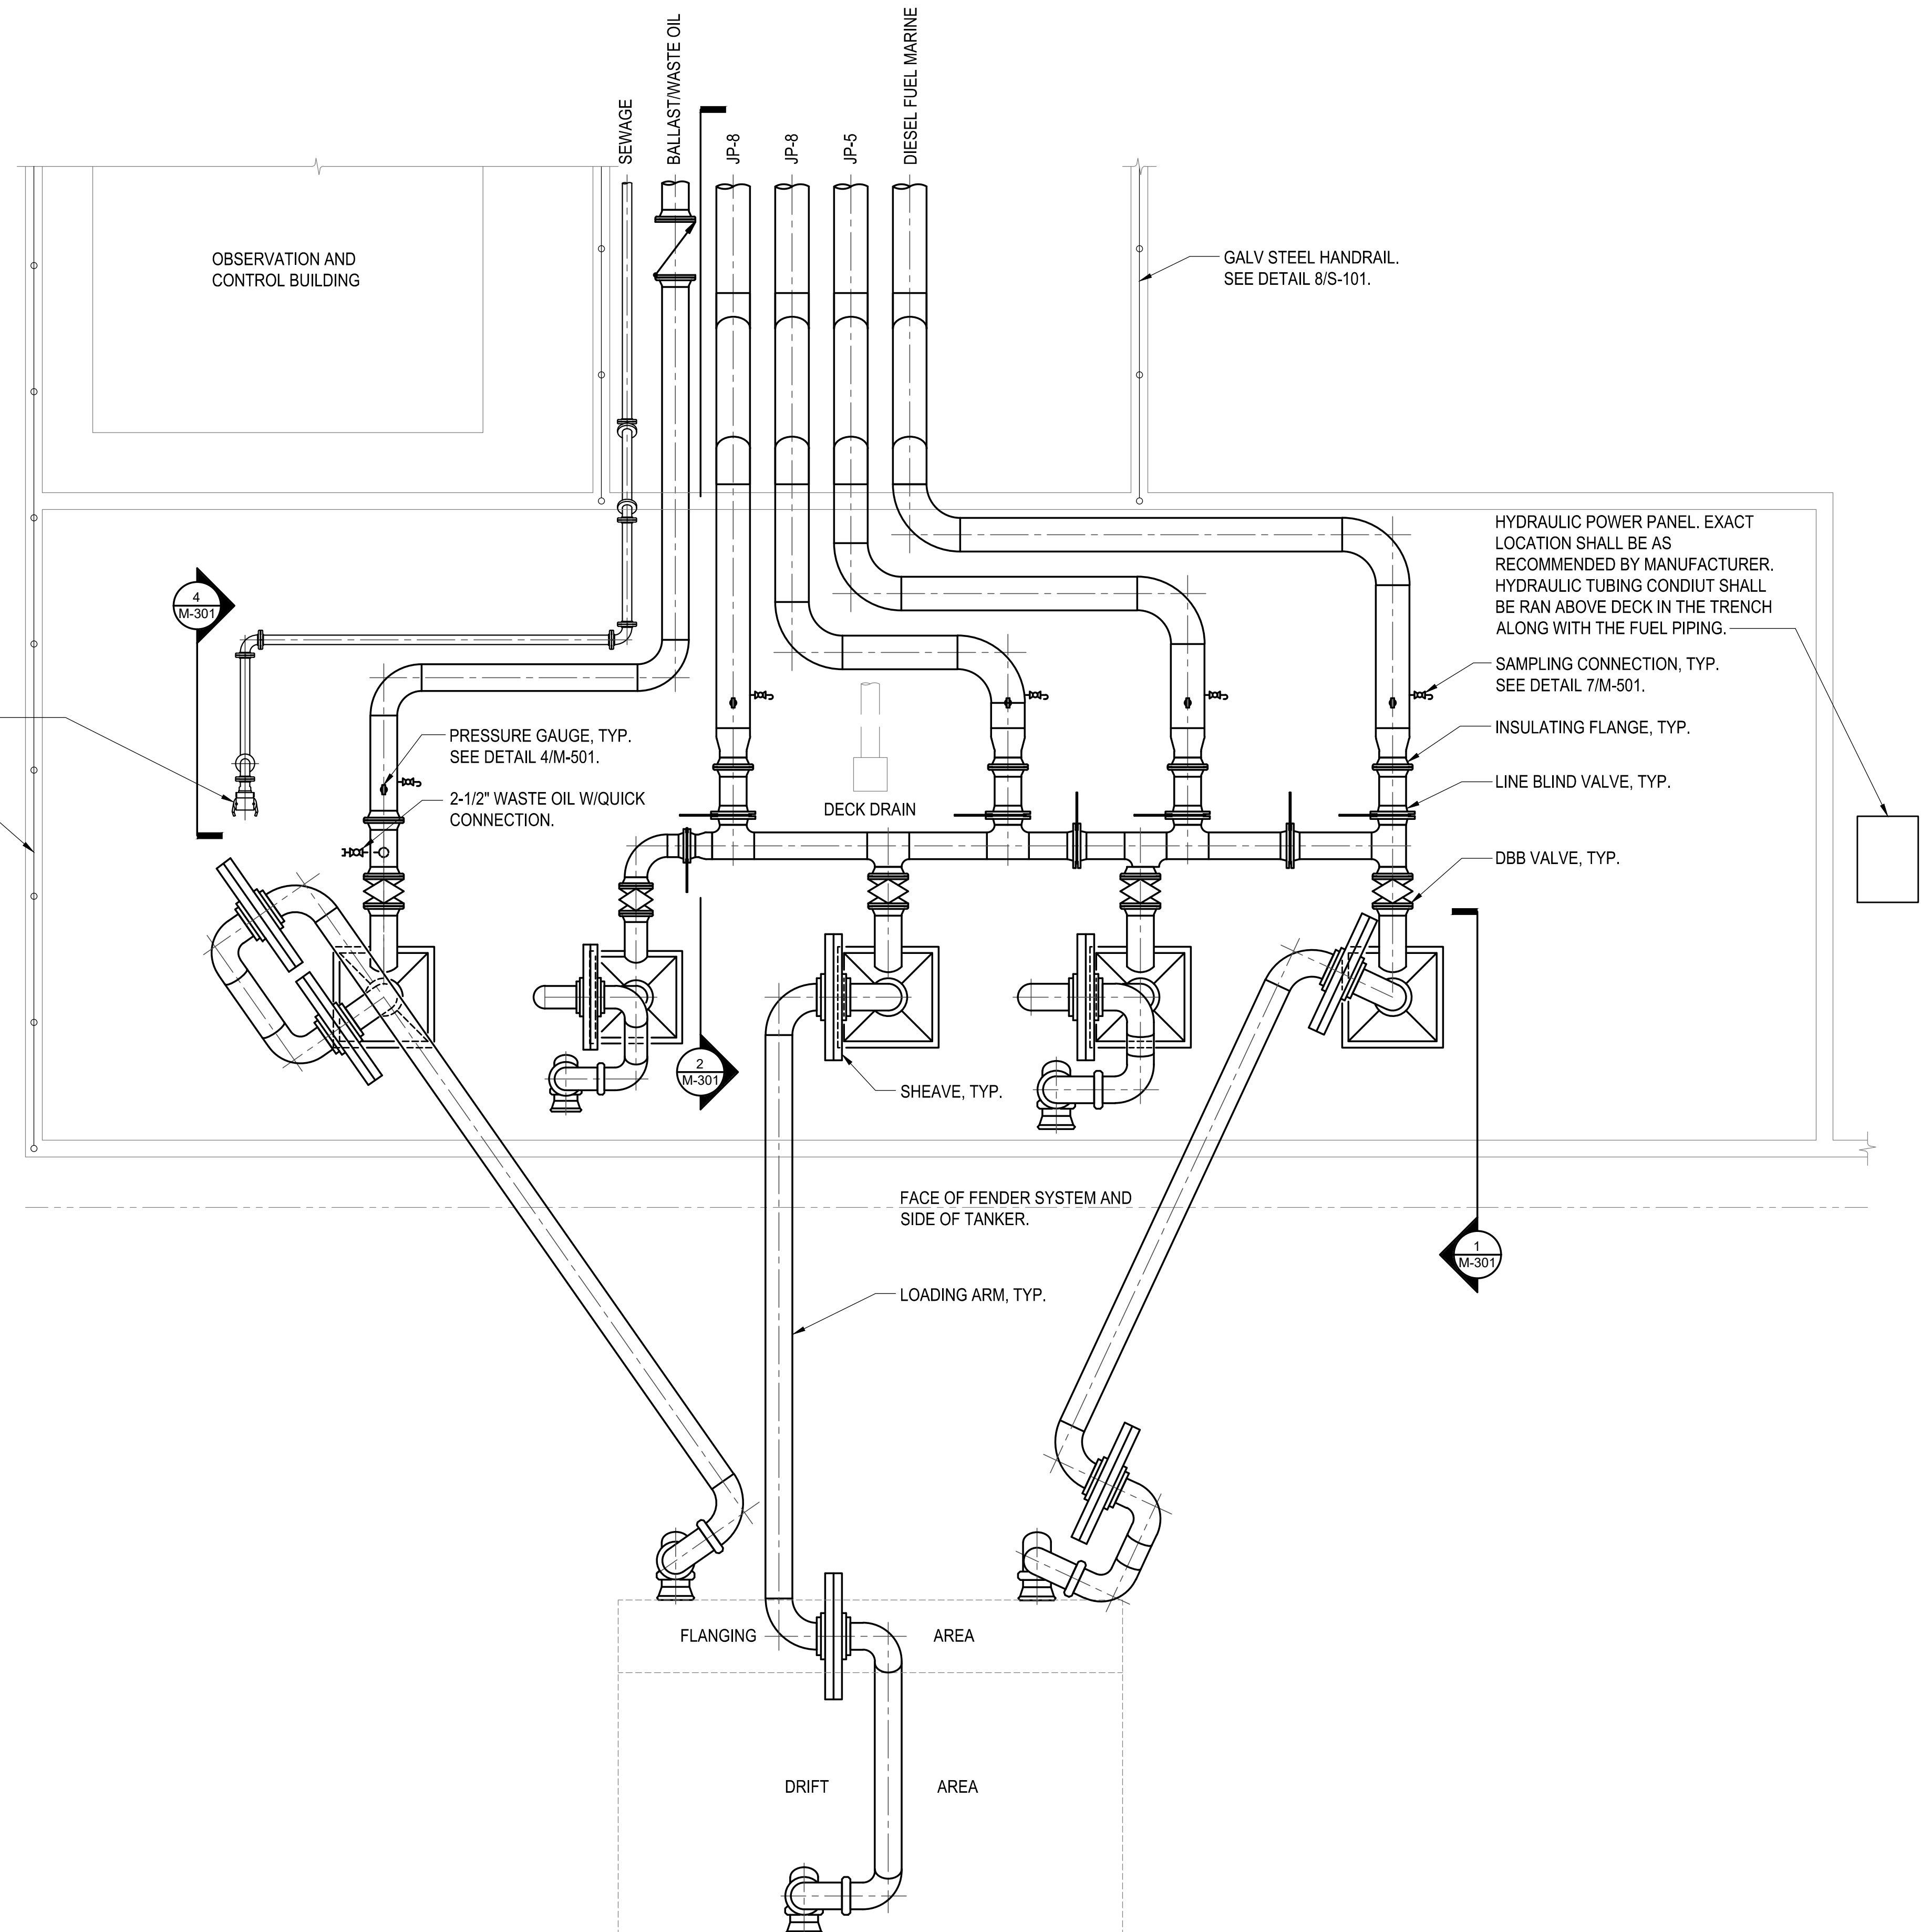 SEWAGE
BALLAST/WASTE OIL
JP-8
JP-8
JP-5
DIESEL FUEL MARINE
OBSERVATION AND
CONTROL BUILDING
GALV STEEL HANDRAIL.
SEE DETAIL 8/S-101.
HYDRAULIC POWER PANEL. EXACT
LOCATION SHALL BE AS
RECOMMENDED BY MANUFACTURER.
HYDRAULIC TUBING CONDIUT SHALL
BE RAN ABOVE DECK IN THE TRENCH
ALONG WITH THE FUEL PIPING.
4
M-301
SAMPLING CONNECTION, TYP.
SEE DETAIL 7/M-501.
INSULATING FLANGE, TYP.
PRESSURE GAUGE, TYP.
SEE DETAIL 4/M-501.
LINE BLIND VALVE, TYP.
2-1/2" WASTE OIL W/QUICK
CONNECTION.
DECK DRAIN
DBB VALVE, TYP.
2
M-301
SHEAVE, TYP.
FACE OF FENDER SYSTEM AND
SIDE OF TANKER.
1
M-301
LOADING ARM, TYP.
FLANGING AREA
DRIFT AREA